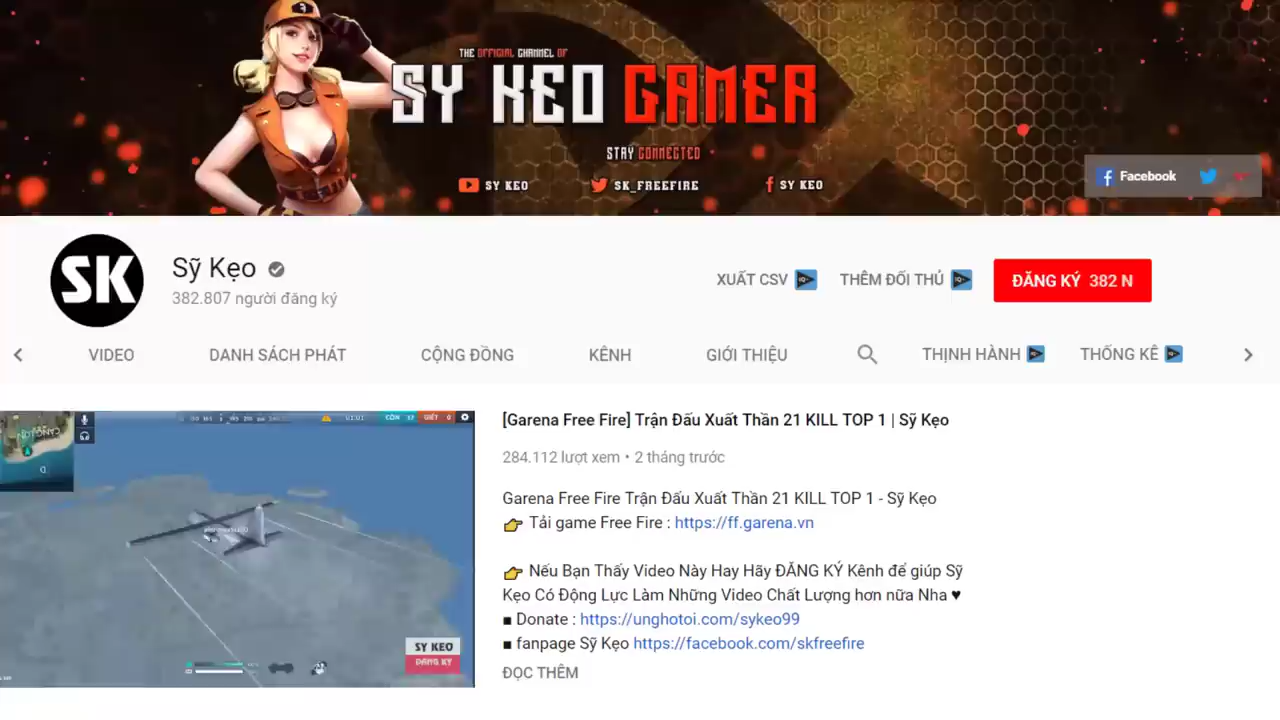 THE OFFICIAL CHANNEL OF
SY KEO GAMER
STAY CONNECTED
SY KEO
SK_FREEFIRE
SY KEO
Facebook
SK
Sỹ Kẹo
382.807 người đăng ký
XUẤT CSV
THÊM ĐỐI THỦ
ĐĂNG KÝ 382 N
VIDEO
DANH SÁCH PHÁT
CỘNG ĐỒNG
KÊNH
GIỚI THIỆU
THỊNH HÀNH
THỐNG KÊ
CÒN 37 GIẾT 0
SY KEO
ĐĂNG KÝ
[Garena Free Fire] Trận Đấu Xuất Thần 21 KILL TOP 1 | Sỹ Kẹo
284.112 lượt xem • 2 tháng trước
Garena Free Fire Trận Đấu Xuất Thần 21 KILL TOP 1 - Sỹ Kẹo
👉 Tải game Free Fire : https://ff.garena.vn
👉 Nếu Bạn Thấy Video Này Hay Hãy ĐĂNG KÝ Kênh để giúp Sỹ
Kẹo Có Động Lực Làm Những Video Chất Lượng hơn nữa Nha ♥
■ Donate : https://unghotoi.com/sykeo99
■ fanpage Sỹ Kẹo https://facebook.com/skfreefire
ĐỌC THÊM